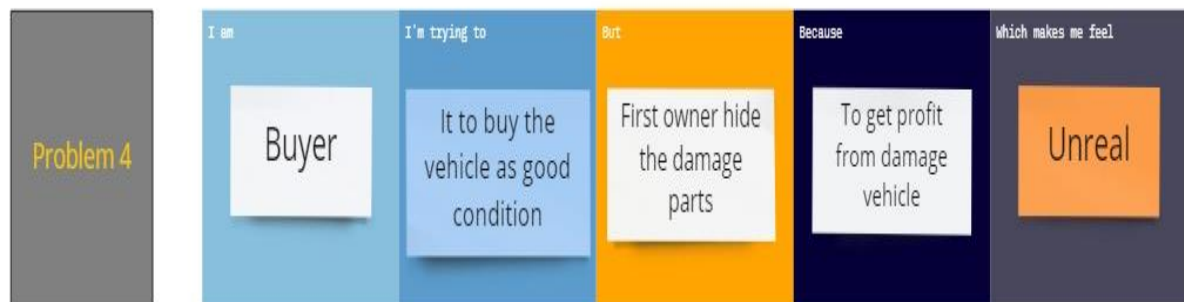 Problem 4
I am
Buyer
I'm trying to
It to buy the
vehicle as good
condition
But
First owner hide
the damage
parts
Because
To get profit
from damage
vehicle
Which makes me feel
Unreal